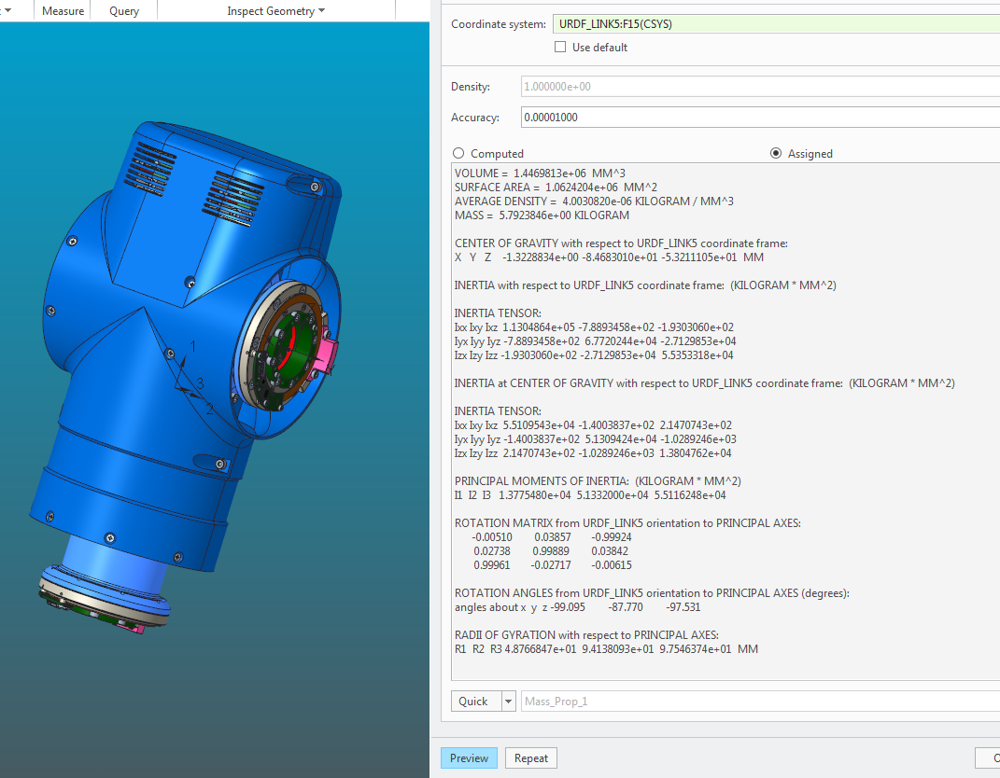 Measure Query Inspect Geometry
Coordinate system: URDF_LINK5:F15(CSYS)
Use default
Density: 1.000000e+00
Accuracy: 0.00001000
Computed Assigned
VOLUME = 1.4469813e+06 MM^3
SURFACE AREA = 1.0624204e+06 MM^2
AVERAGE DENSITY = 4.0030820e-06 KILOGRAM / MM^3
MASS = 5.7923846e+00 KILOGRAM
CENTER OF GRAVITY with respect to URDF_LINK5 coordinate frame:
X Y Z -1.3228834e+00 -8.4683010e+01 -5.3211105e+01 MM
INERTIA with respect to URDF_LINK5 coordinate frame: (KILOGRAM * MM^2)
INERTIA TENSOR:
Ixx Ixy Ixz 1.1304864e+05 -7.8893458e+02 -1.9303060e+02
Iyx Iyy Iyz -7.8893458e+02 6.7720244e+04 -2.7129853e+04
Izx Izy Izz -1.9303060e+02 -2.7129853e+04 5.5353318e+04
INERTIA at CENTER OF GRAVITY with respect to URDF_LINK5 coordinate frame: (KILOGRAM * MM^2)
INERTIA TENSOR:
Ixx Ixy Ixz 5.5109543e+04 -1.4003837e+02 2.1470743e+02
Iyx Iyy Iyz -1.4003837e+02 5.1309424e+04 -1.0289246e+03
Izx Izy Izz 2.1470743e+02 -1.0289246e+03 1.3804762e+04
PRINCIPAL MOMENTS OF INERTIA: (KILOGRAM * MM^2)
I1 I2 I3 1.3775480e+04 5.1332000e+04 5.5116248e+04
ROTATION MATRIX from URDF_LINK5 orientation to PRINCIPAL AXES:
-0.00510 0.03857 -0.99924
0.02738 0.99889 0.03842
0.99961 -0.02717 -0.00615
ROTATION ANGLES from URDF_LINK5 orientation to PRINCIPAL AXES (degrees):
angles about x y z -99.095 -87.770 -97.531
RADII OF GYRATION with respect to PRINCIPAL AXES:
R1 R2 R3 4.8766847e+01 9.4138093e+01 9.7546374e+01 MM
Quick Mass_Prop_1
Preview Repeat
1
3
2